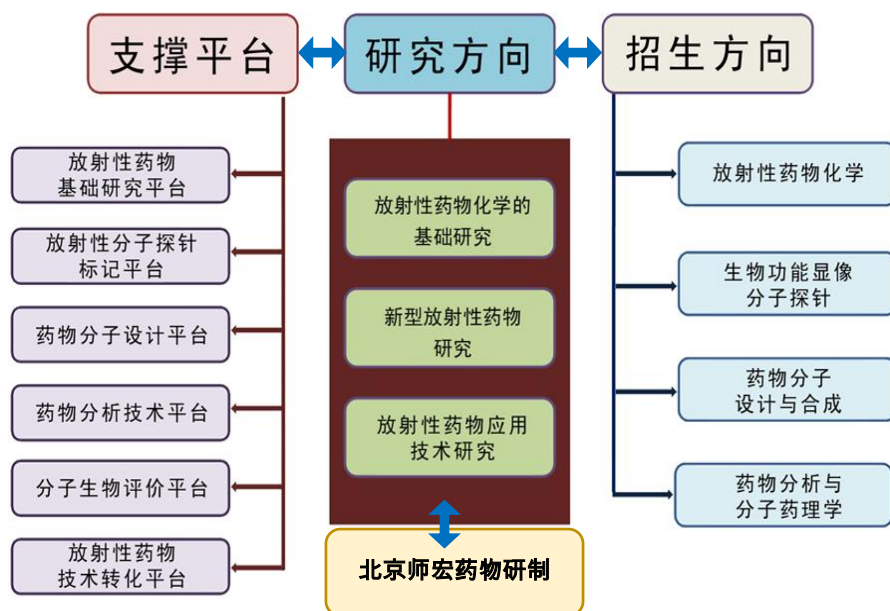 支撑平台
研究方向
招生方向
放射性药物
基础研究平台
放射性分子探针
标记平台
药物分子设计平台
药物分析技术平台
分子生物评价平台
放射性药物
技术转化平台
放射性药物化学的
基础研究
新型放射性药物
研究
放射性药物应用
技术研究
北京师宏药物研制
放射性药物化学
生物功能显像
分子探针
药物分子
设计与合成
药物分析与
分子药理学